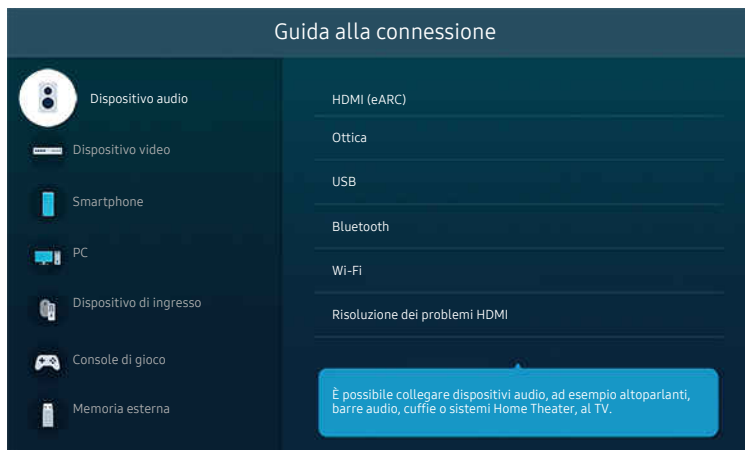 Guida alla connessione
Dispositivo audio
Dispositivo video
Smartphone
PC
Dispositivo di ingresso
Console di gioco
Memoria esterna
HDMI (eARC)
Ottica
USB
Bluetooth
Wi-Fi
Risoluzione dei problemi HDMI
È possibile collegare dispositivi audio, ad esempio altoparlanti,
barre audio, cuffie o sistemi Home Theater, al TV.